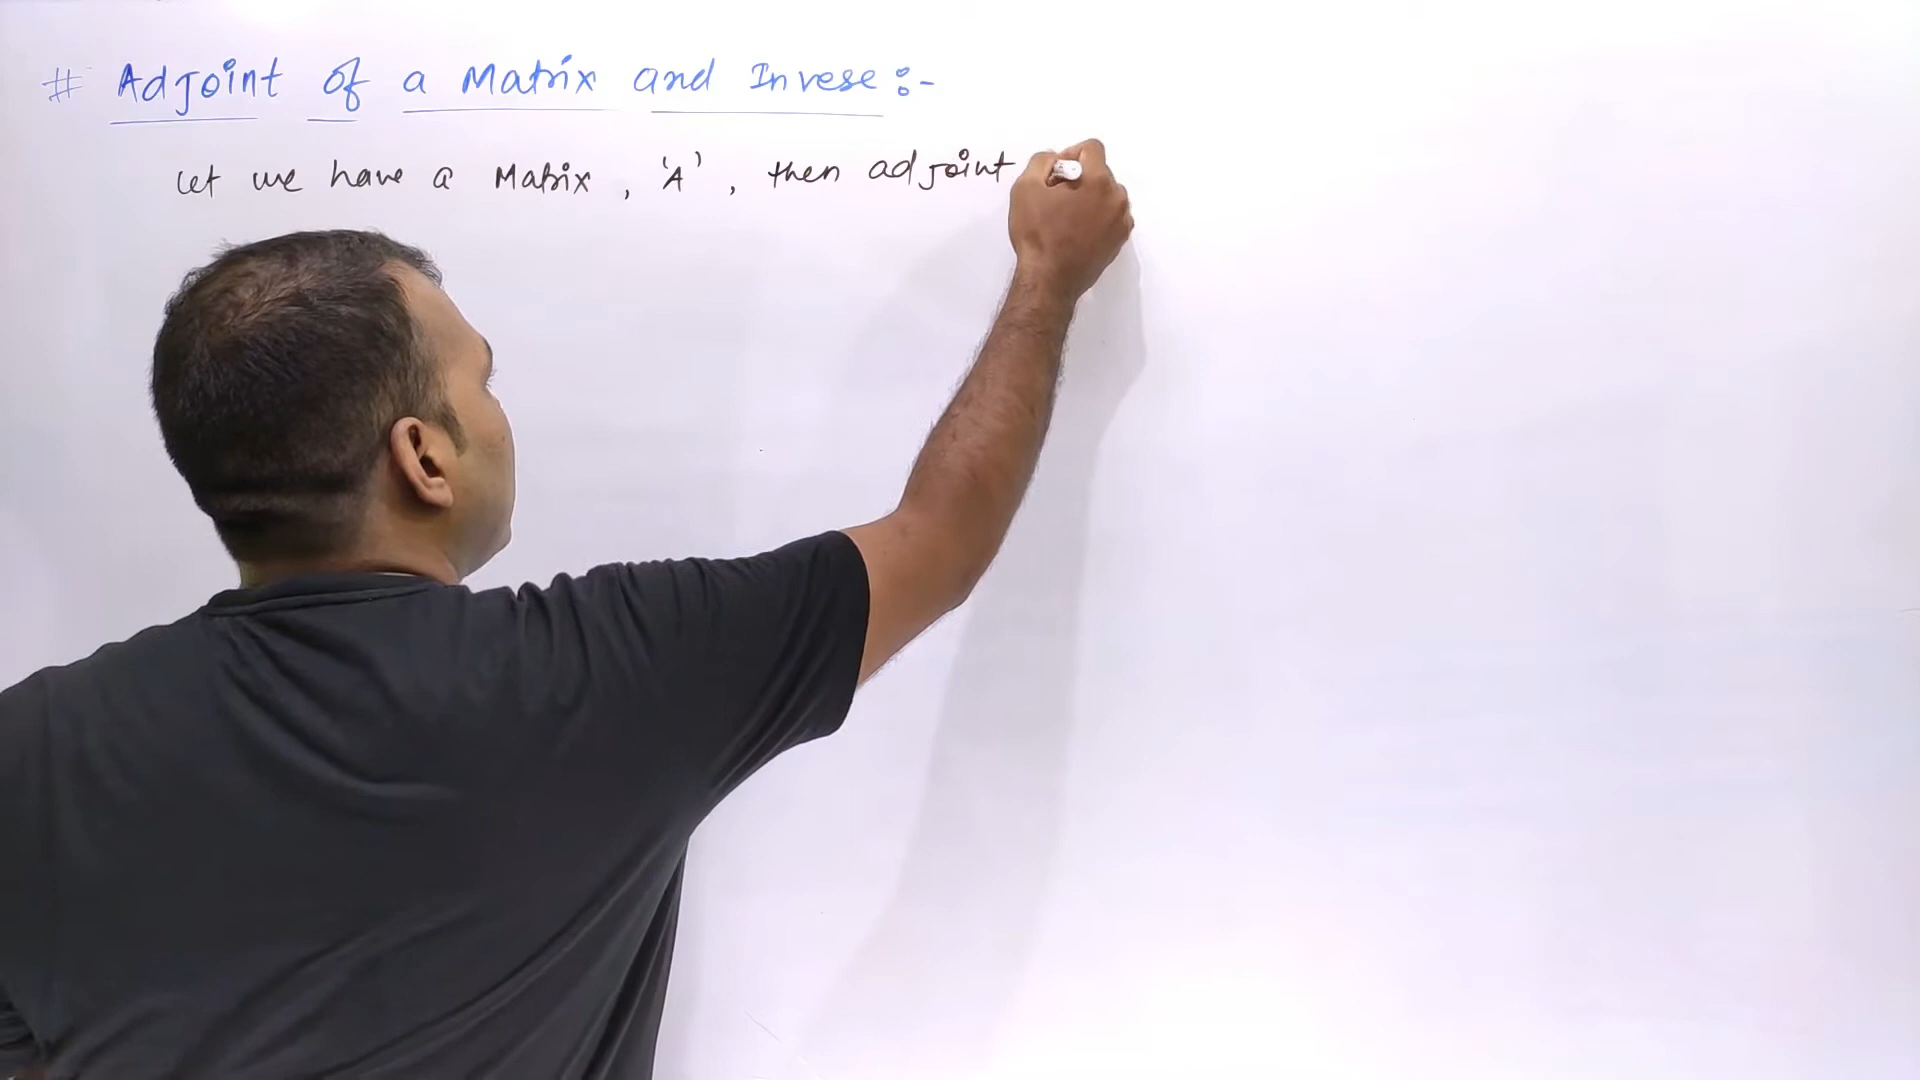 # Adjoint of a Matrix and Invese :-
Let we have a Matrix, 'A', then adjoint